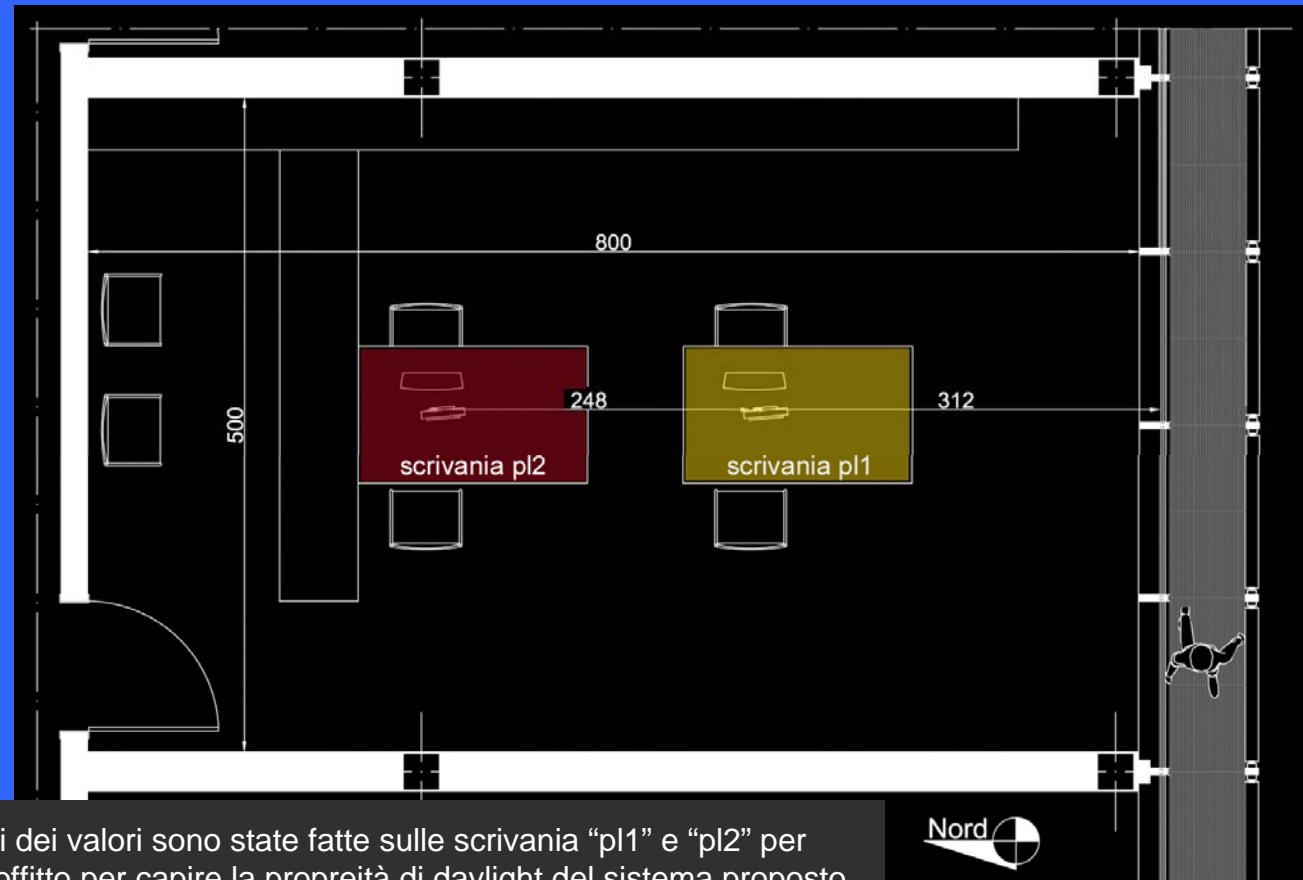 800
500
248
312
scrivania pl2
scrivania pl1
Nord
i dei valori sono state fatte sulle scrivania “pl1” e “pl2” per
offitto per capire la propreità di daylight del sistema proposto